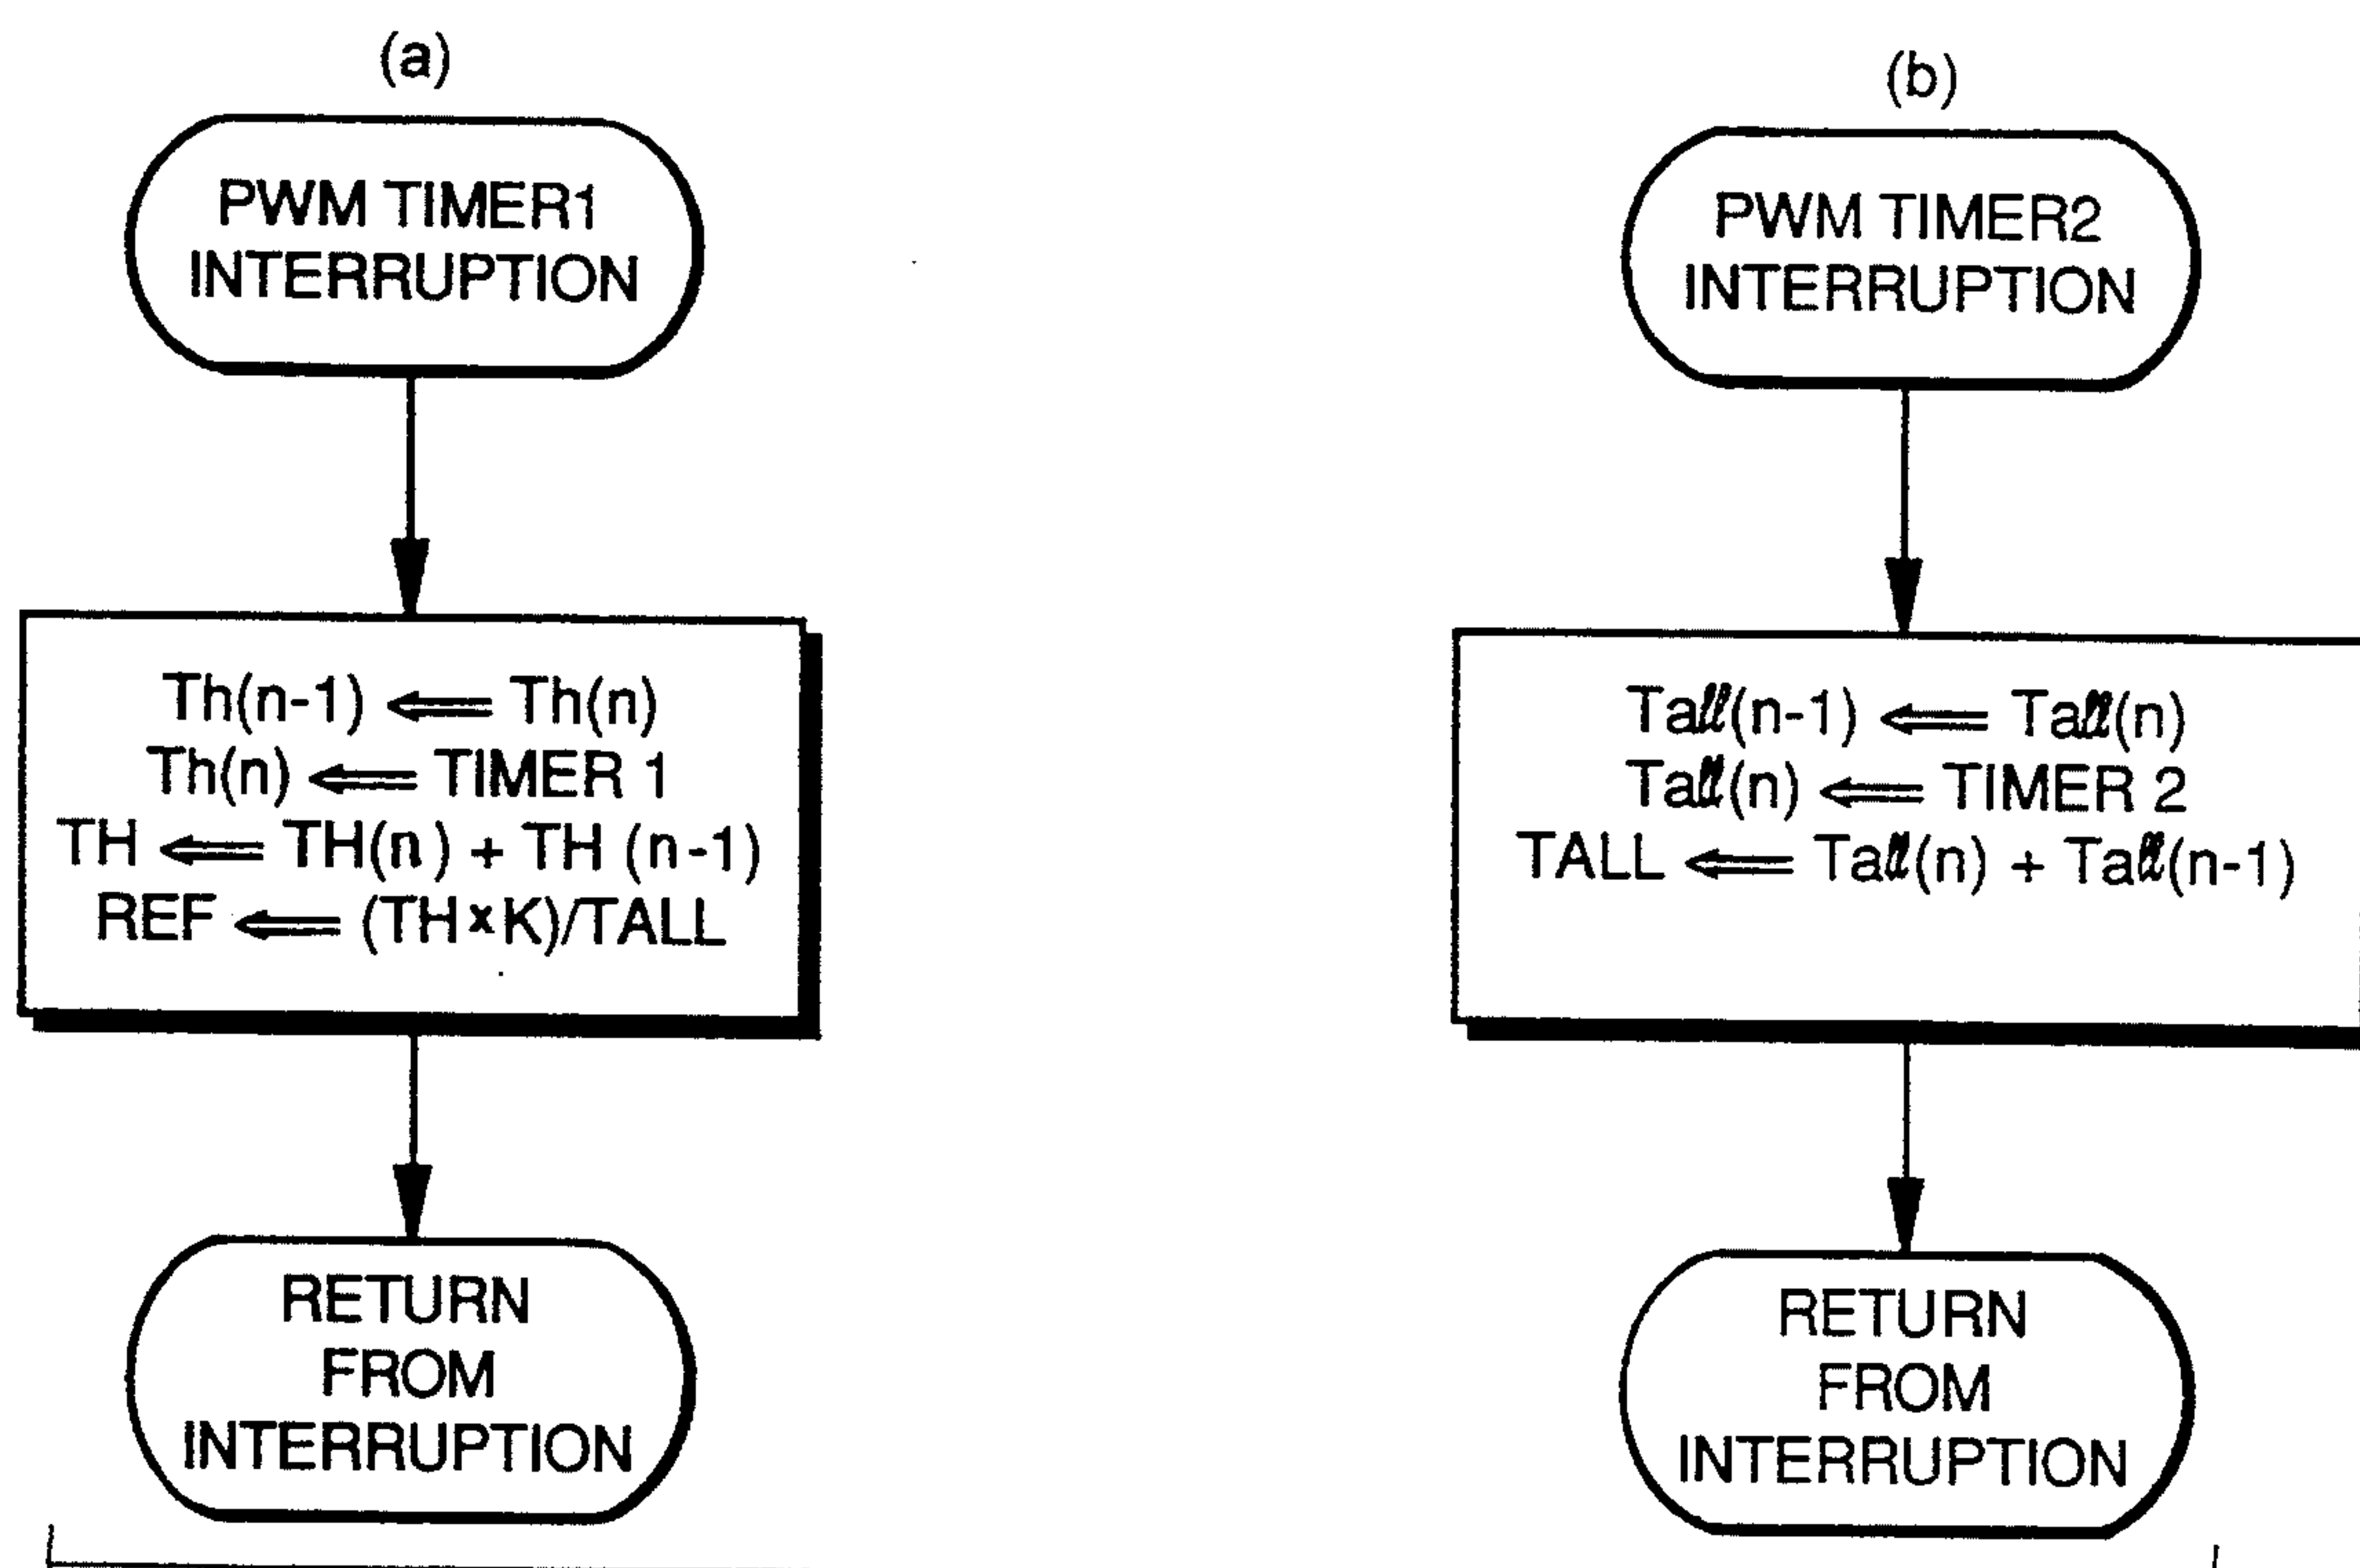 (a)
PWM TIMER1
INTERRUPTION
Th(n-1) ⟸ Th(n)
Th(n) ⟸ TIMER 1
TH ⟸ TH(n) + TH (n-1)
REF ⟸ (TH×K)/TALL
RETURN
FROM
INTERRUPTION
(b)
PWM TIMER2
INTERRUPTION
Tall(n-1) ⟸ Tall(n)
Tall(n) ⟸ TIMER 2
TALL ⟸ Tall(n) + Tall(n-1)
RETURN
FROM
INTERRUPTION